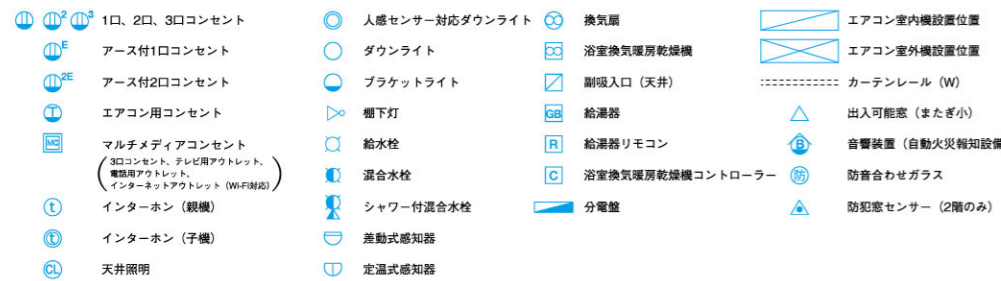 2 3 1口、2口、3口コンセント
E アース付1口コンセント
2E アース付2口コンセント
エアコン用コンセント
MC マルチメディアコンセント
(3口コンセント、テレビ用アウトレット、
電話用アウトレット、
インターネットアウトレット（Wi-Fi対応）)
t インターホン（親機）
t インターホン（子機）
CL 天井照明
人感センサー対応ダウンライト
ダウンライト
ブラケットライト
棚下灯
給水栓
混合水栓
シャワー付混合水栓
差動式感知器
定温式感知器
換気扇
浴室換気暖房乾燥機
副吸入口（天井）
GB 給湯器
R 給湯器リモコン
C 浴室換気暖房乾燥機コントローラー
分電盤
エアコン室内機設置位置
エアコン室外機設置位置
カーテンレール（W）
出入可能窓（またぎ小）
B 音響装置（自動火災報知設備
防 防音合わせガラス
防犯窓センサー（2階のみ）